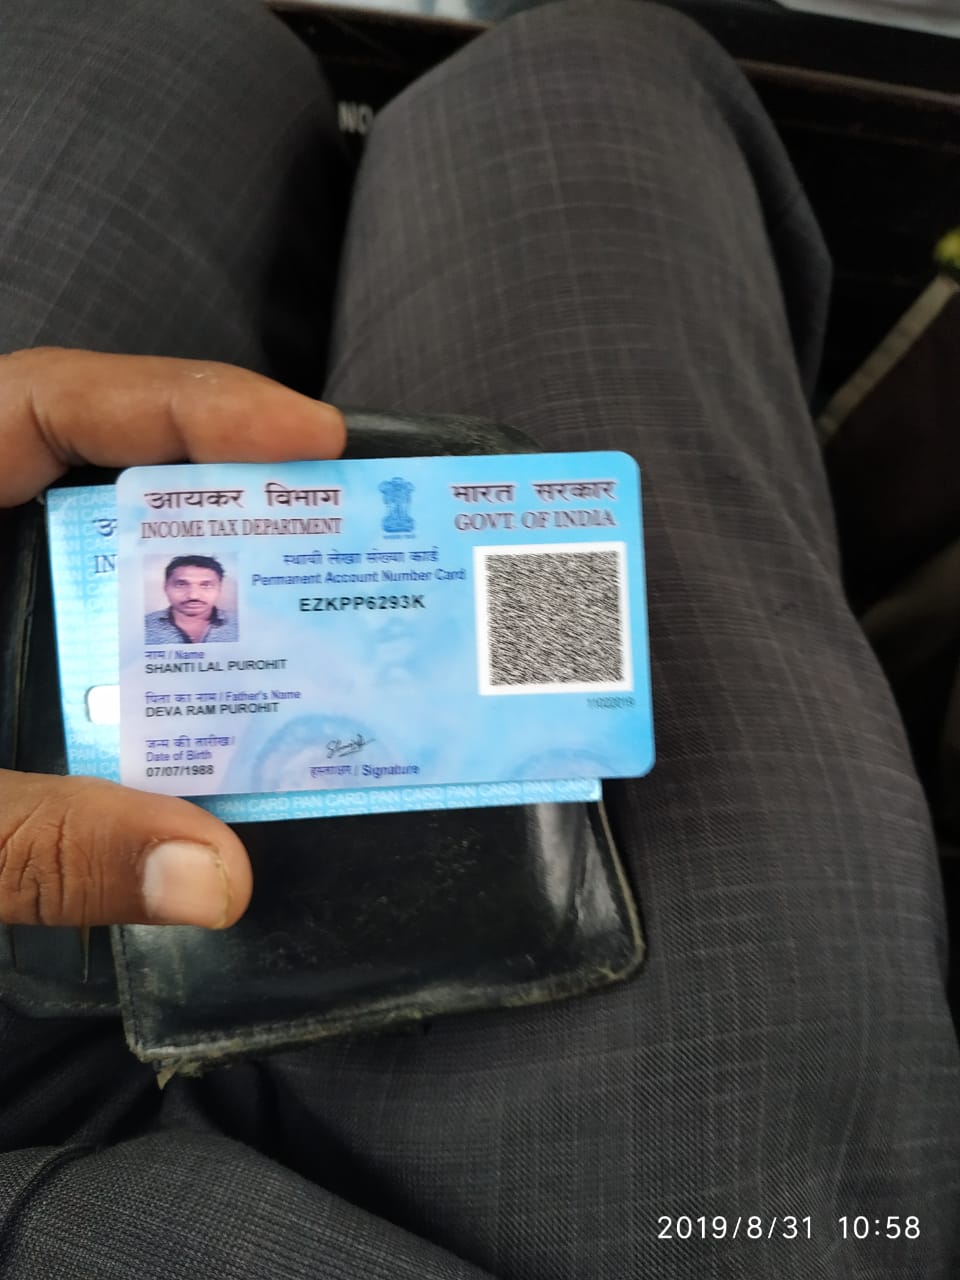 NO
आयकर विभाग
INCOME TAX DEPARTMENT
भारत सरकार
GOVT. OF INDIA
स्थायी लेखा संख्या कार्ड
Permanent Account Number Card
EZKPP6293K
नाम / Name
SHANTI LAL PUROHIT
पिता का नाम / Father's Name
DEVA RAM PUROHIT
जन्म की तारीख /
Date of Birth
07/07/1988
हस्ताक्षर / Signature
11022019
IN
PAN CARD PAN CARD PAN CARD PAN CARD PAN CARD
2019/8/31 10:58